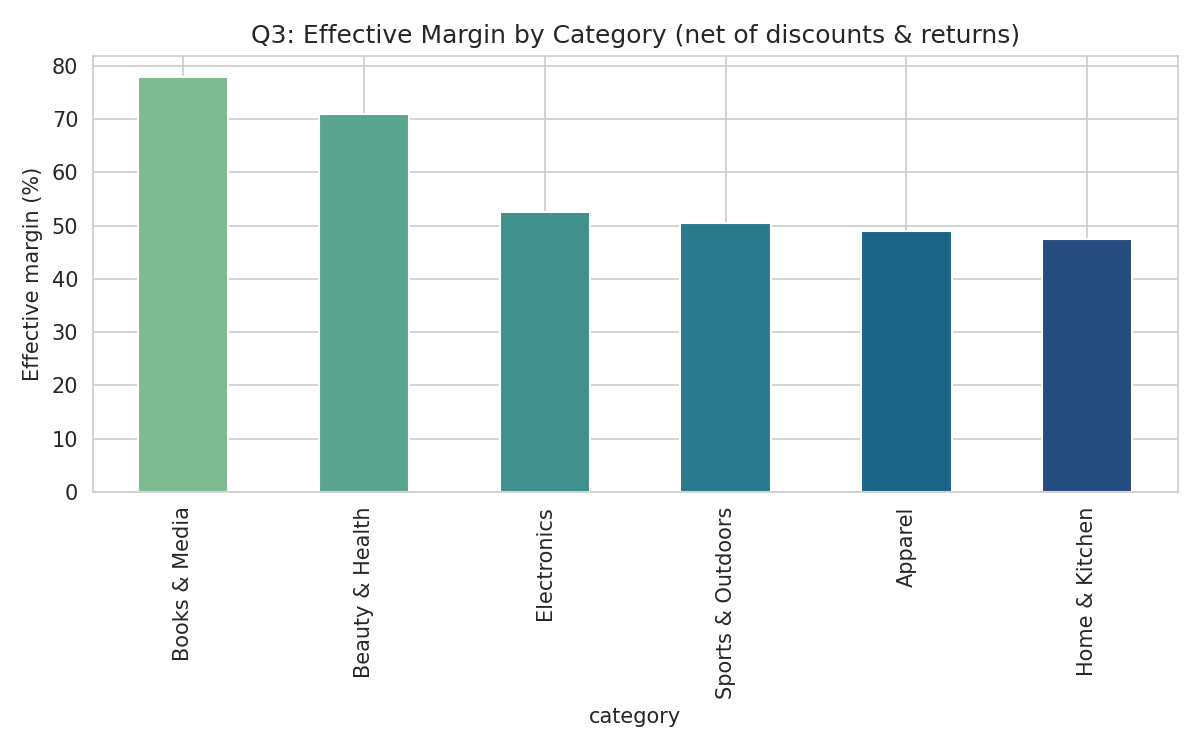 Q3: Effective Margin by Category (net of discounts & returns)
Effective margin (%)
80
70
60
50
40
30
20
10
0
Books & Media
Beauty & Health
Electronics
Sports & Outdoors
Apparel
Home & Kitchen
category